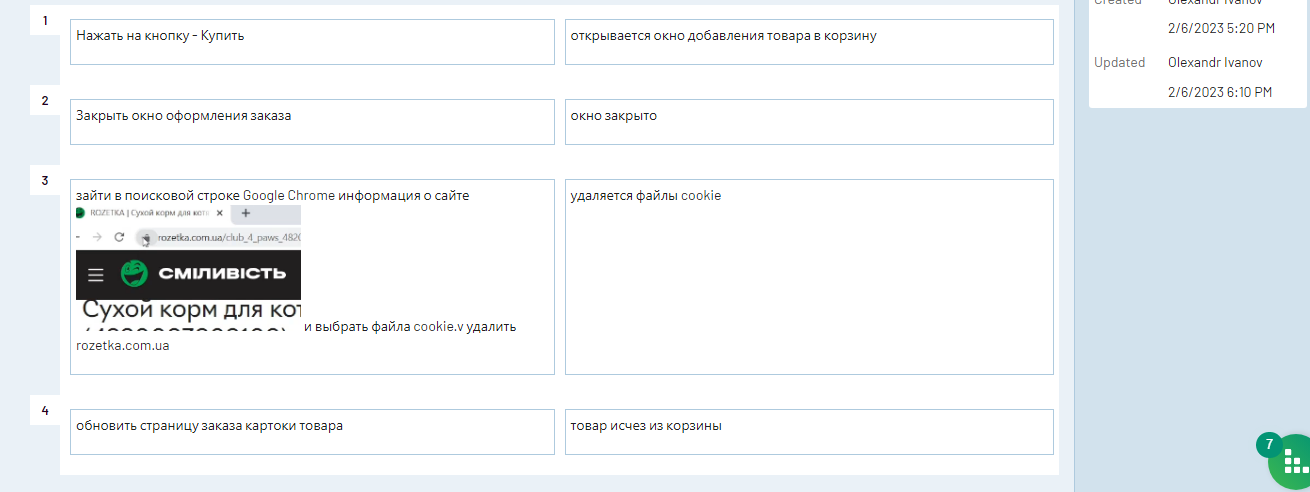 1
Нажать на кнопку - Купить
открывается окно добавления товара в корзину
2
Закрыть окно оформления заказа
окно закрыто
3
зайти в поисковой строке Google Chrome информация о сайте
ROZETKA | Сухой корм для кот
rozetka.com.ua/club_4_paws_4820
СМІЛИВІСТЬ
Сухой корм для кот
и выбрать файла cookie.v удалить
rozetka.com.ua
удаляется файлы cookie
4
обновить страницу заказа картоки товара
товар исчез из корзины
Created
Olexandr Ivanov
2/6/2023 5:20 PM
Updated
Olexandr Ivanov
2/6/2023 6:10 PM
7